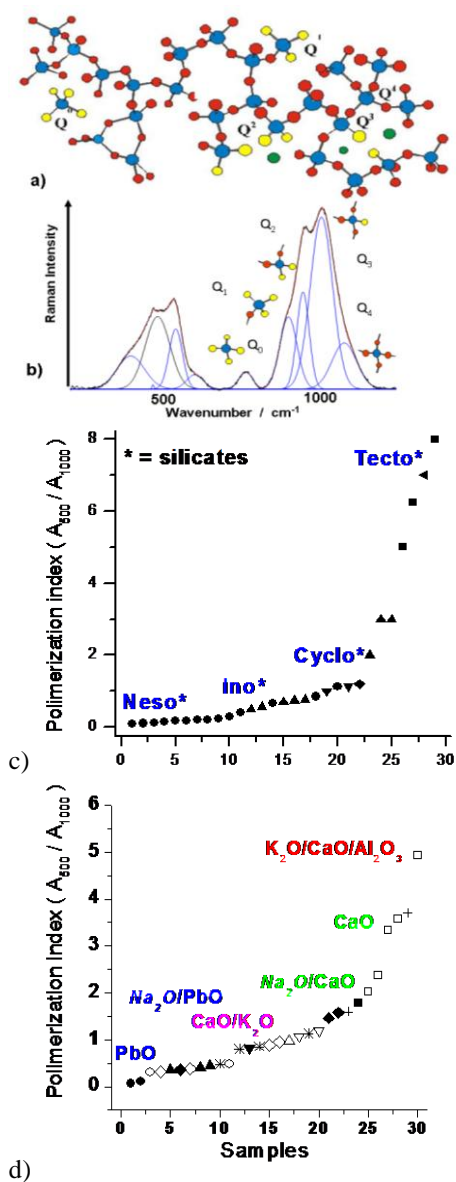 a)
Q¹
Q⁴
Q³
Q²
b)
Raman Intensity
Q₂
Q₁
Q₃
Q₀
Q₄
500 1000
Wavenumber / cm⁻¹
c)
Polimerization index ( A₅₀₀ / A₁₀₀₀ )
* = silicates
Tecto*
Cyclo*
ino*
Neso*
8
6
4
2
0
0 5 10 15 20 25 30
d)
Polimerization Index ( A₅₀₀ / A₁₀₀₀ )
K₂O/CaO/Al₂O₃
CaO
Na₂O/CaO
Na₂O/PbO
CaO/K₂O
PbO
6
5
4
3
2
1
0
0 5 10 15 20 25 30
Samples